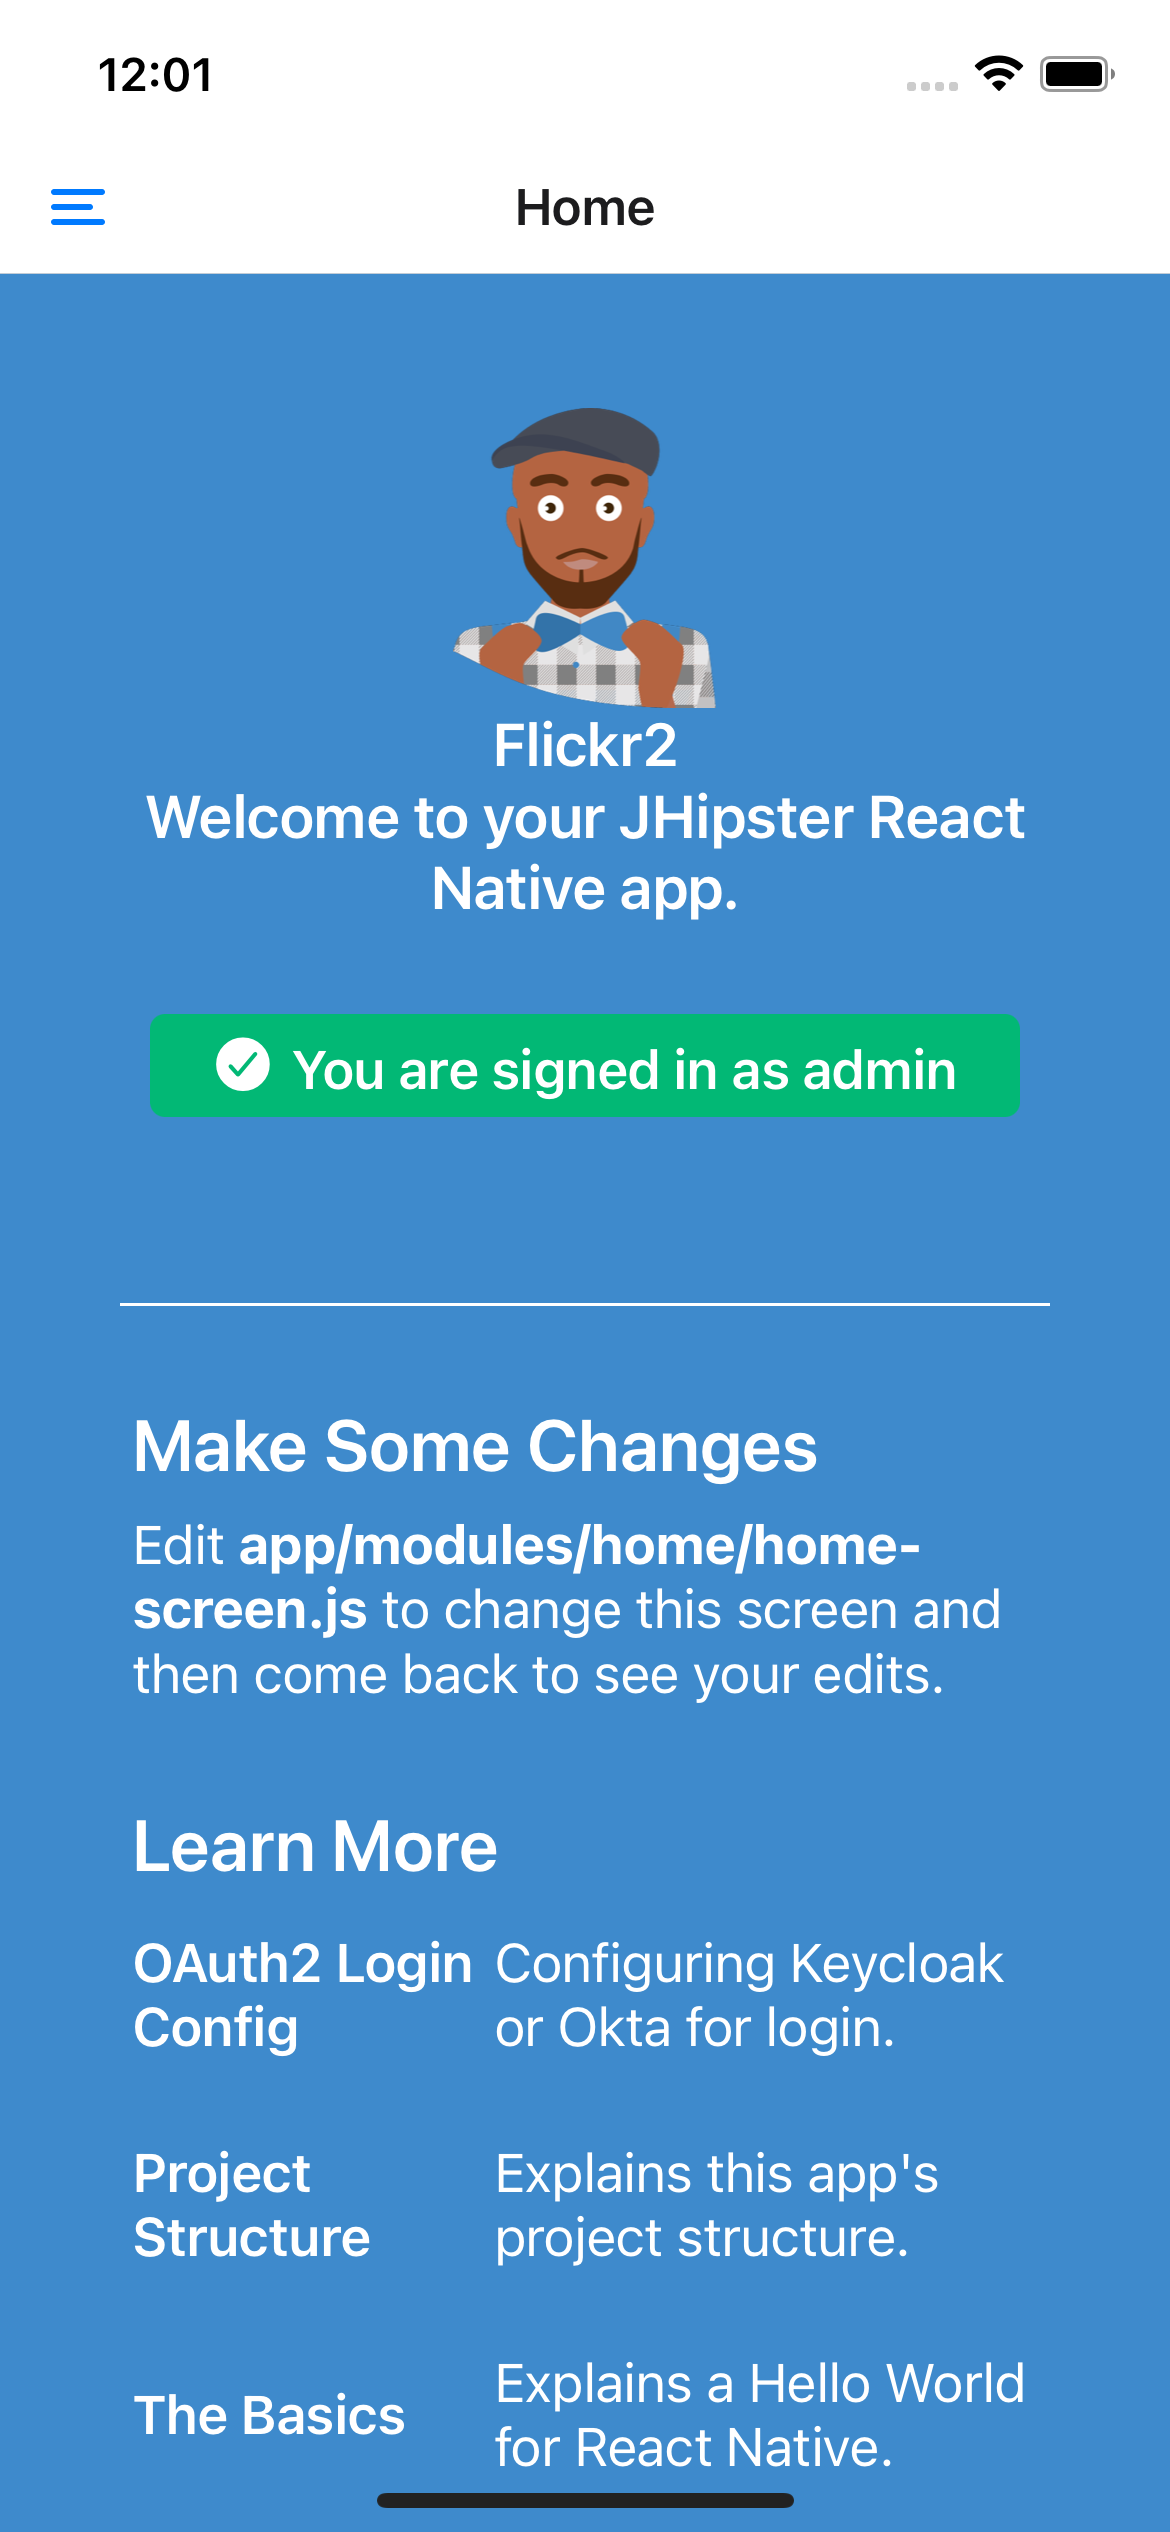 12:01
Home
Flickr2
Welcome to your JHipster React
Native app.
You are signed in as admin
Make Some Changes
Edit app/modules/home/home-
screen.js to change this screen and
then come back to see your edits.
Learn More
OAuth2 Login
Config
Configuring Keycloak
or Okta for login.
Project
Structure
Explains this app's
project structure.
The Basics
Explains a Hello World
for React Native.